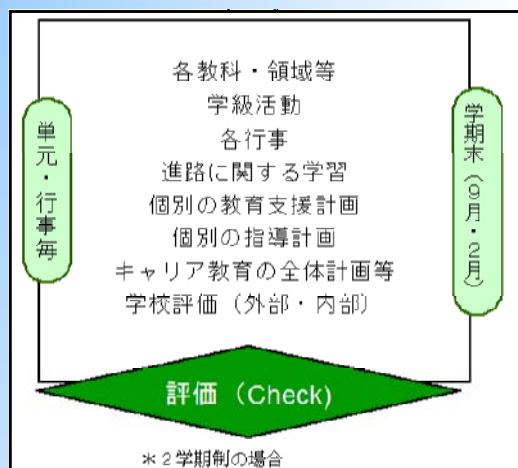 各教科・領域等
学級活動
各行事
進路に関する学習
個別の教育支援計画
個別の指導計画
キャリア教育の全体計画等
学校評価（外部・内部）
単元・行事毎
学期末（9月・2月）
評価（Check)
＊2学期制の場合